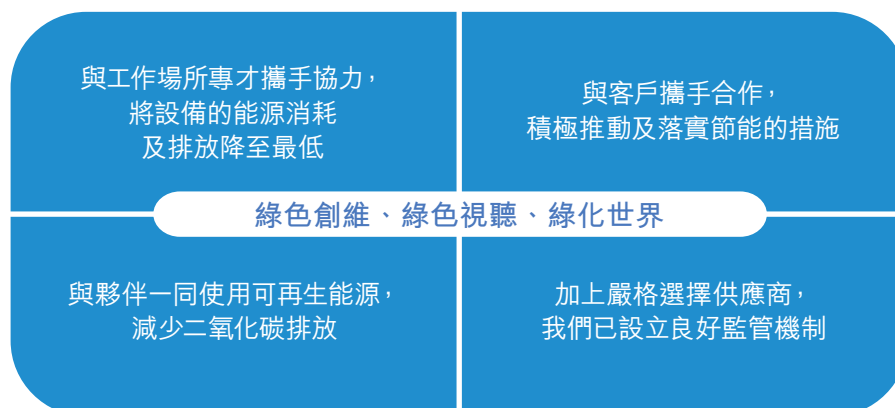 與工作場所專才攜手協力，
將設備的能源消耗
及排放降至最低
與客戶攜手合作，
積極推動及落實節能的措施
綠色創維、綠色視聽、綠化世界
與夥伴一同使用可再生能源，
減少二氧化碳排放
加上嚴格選擇供應商，
我們已設立良好監管機制